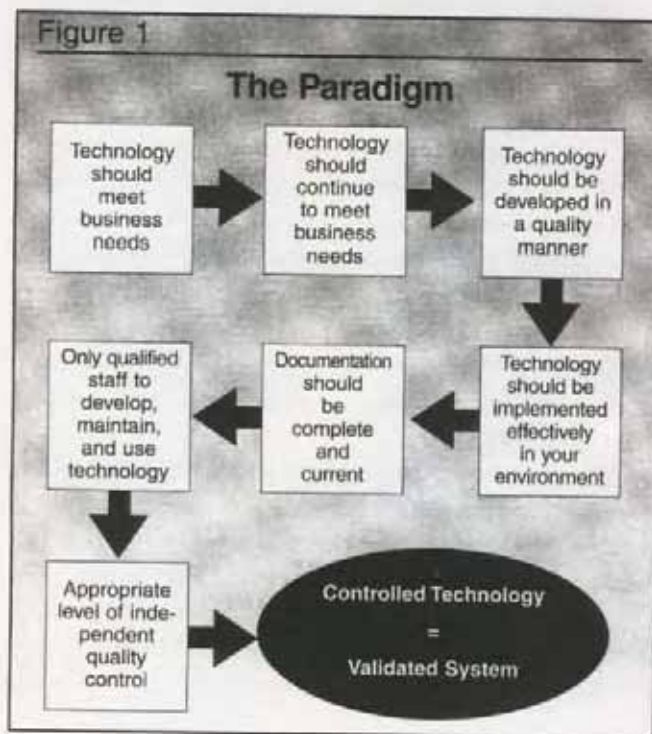 Figure 1
The Paradigm
Technology
should
meet
business
needs
Technology
should
continue
to meet
business
needs
Technology
should be
developed in
a quality
manner
Technology
should be
implemented
effectively
in your
environment
Documentation
should
be
complete
and
current
Only qualified
staff to
develop,
maintain,
and use
technology
Appropriate
level of inde-
pendent
quality
control
Controlled Technology
=
Validated System